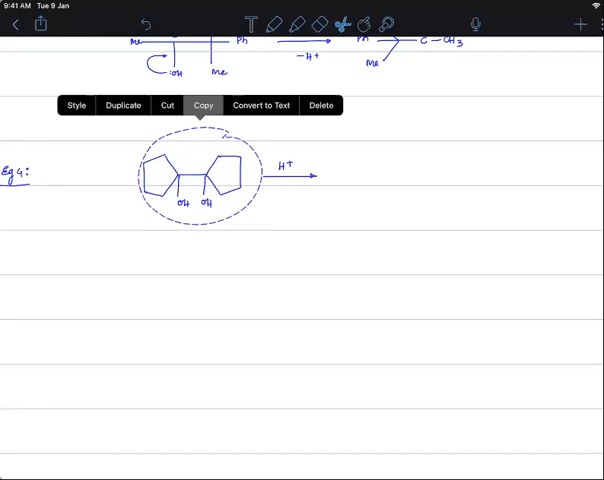 9:41 AM Tue 9 Jan
Me Ph Ph C-CH3
-H+
:OH Me Me
Style Duplicate Cut Copy Convert to Text Delete
Eg 4:
H+
OH OH